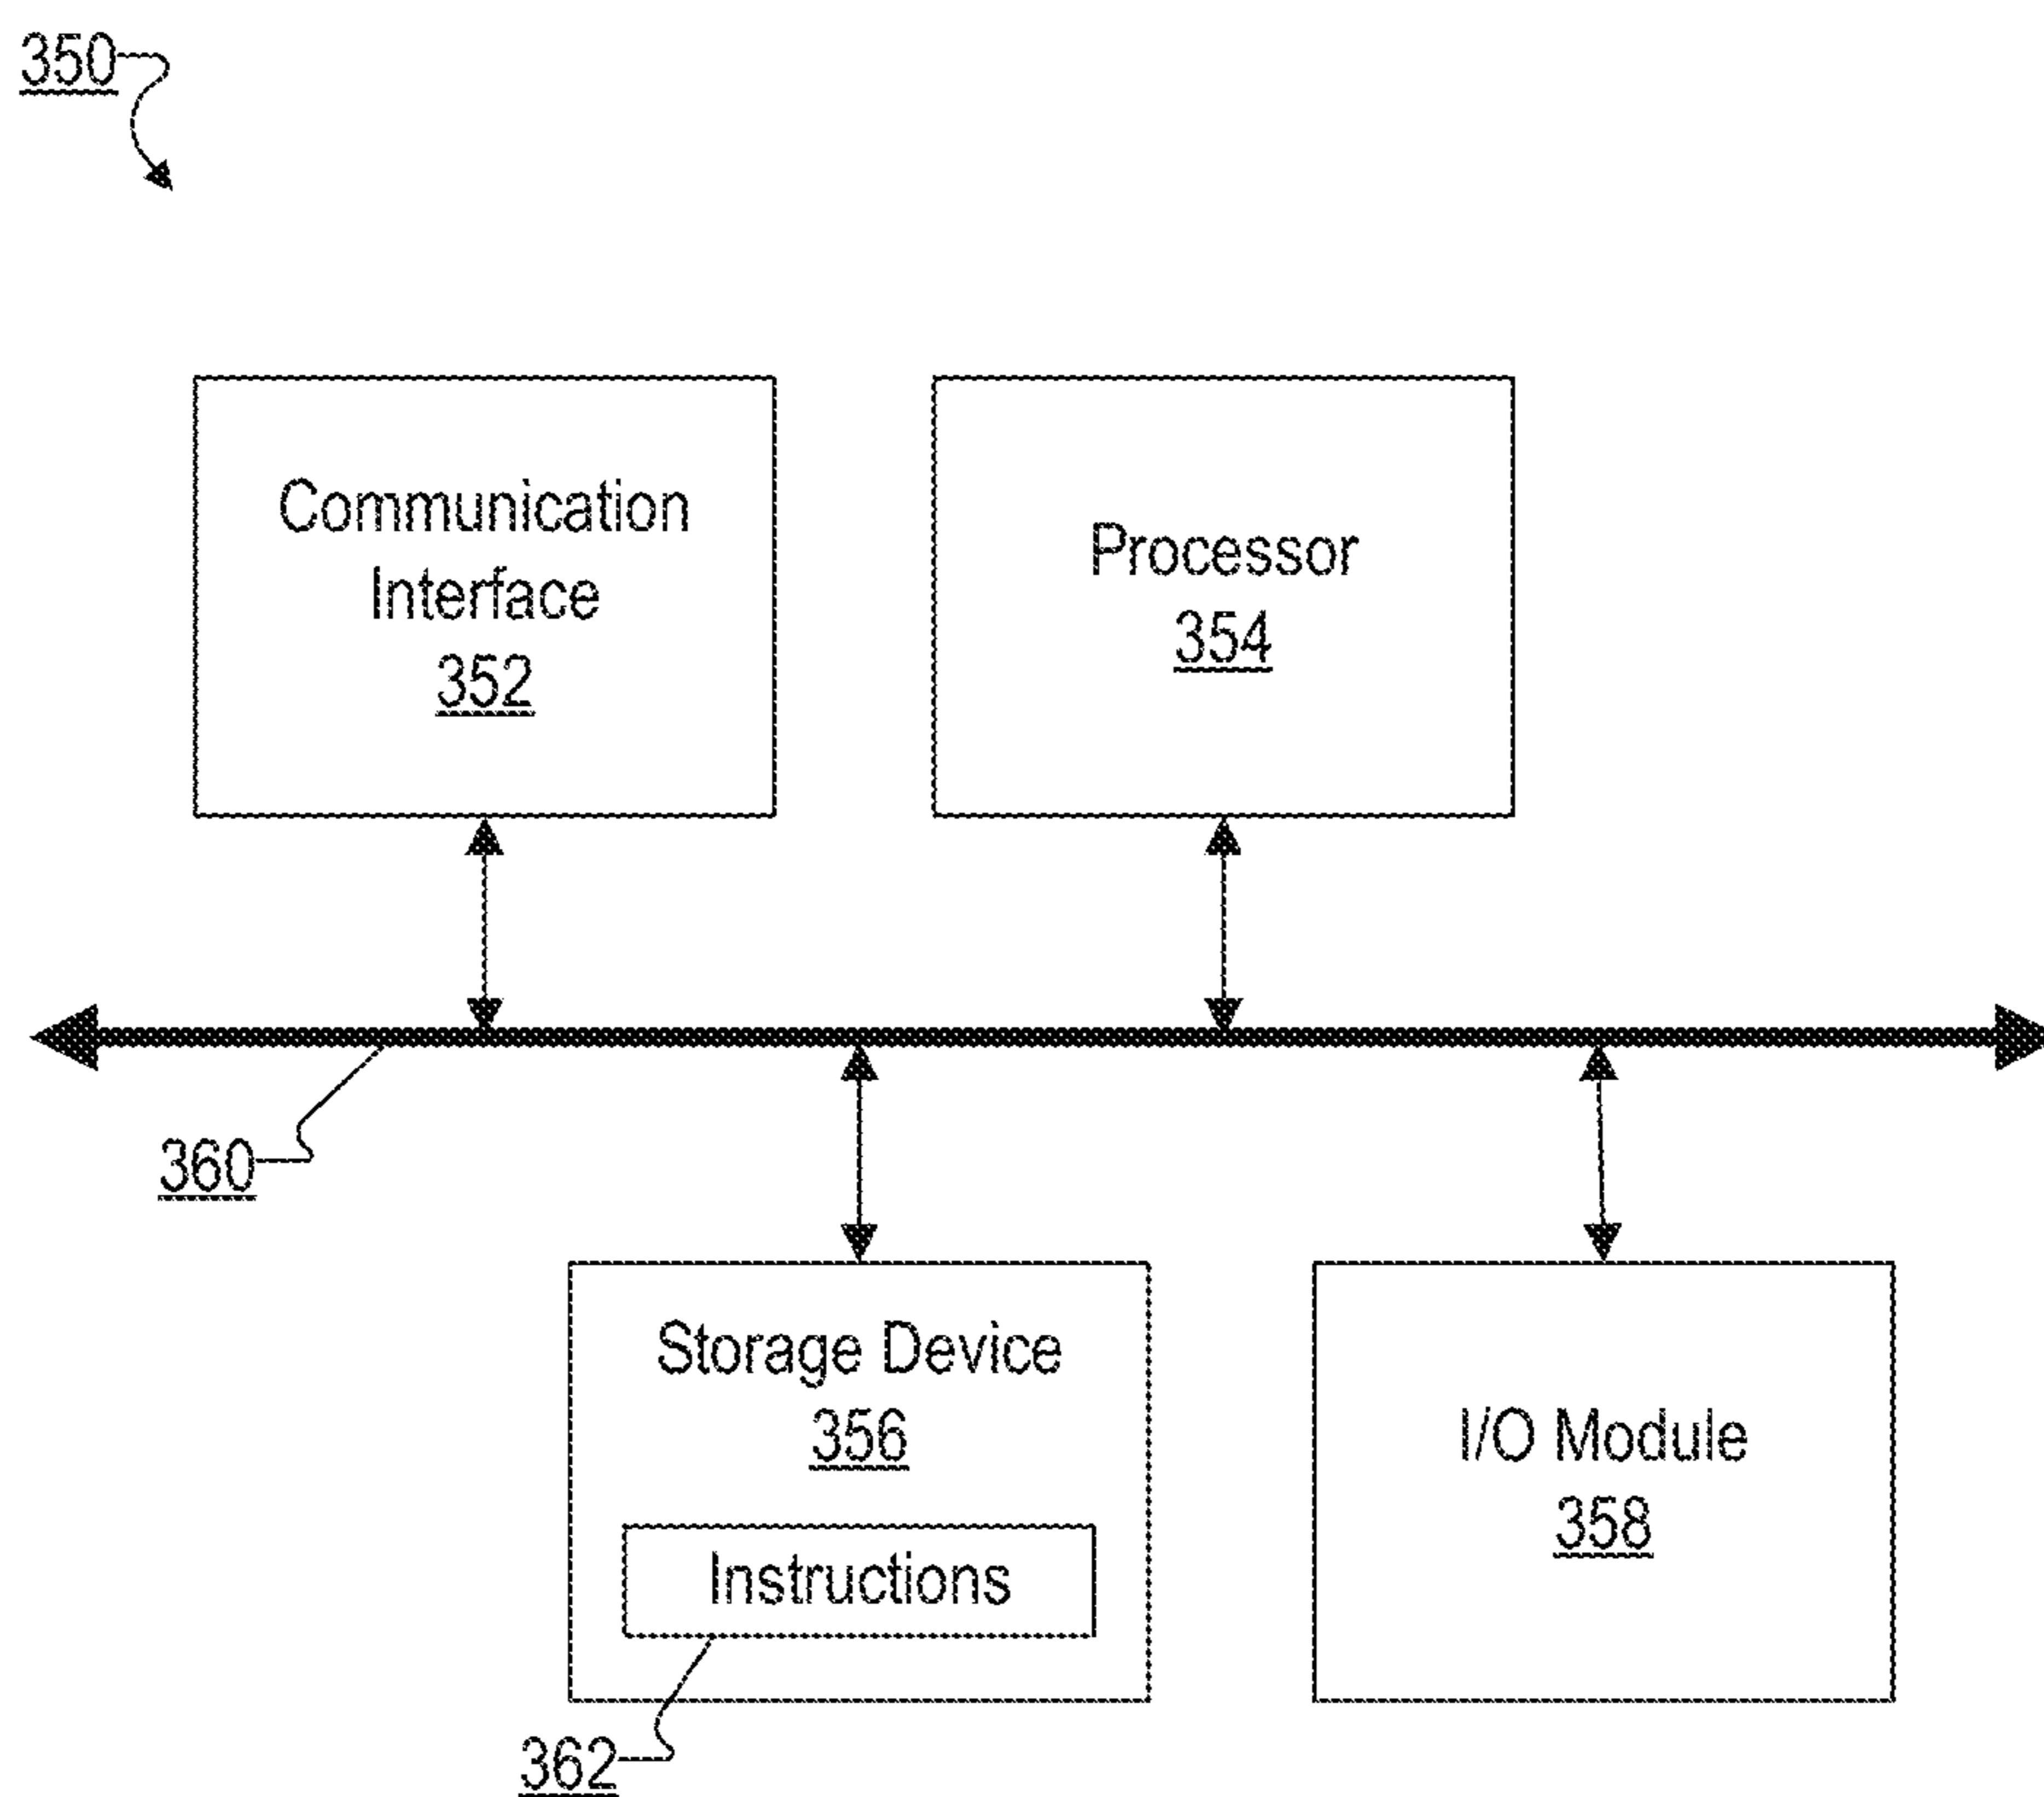 350
Communication
Interface
352
Processor
354
360
Storage Device
356
Instructions
362
I/O Module
358